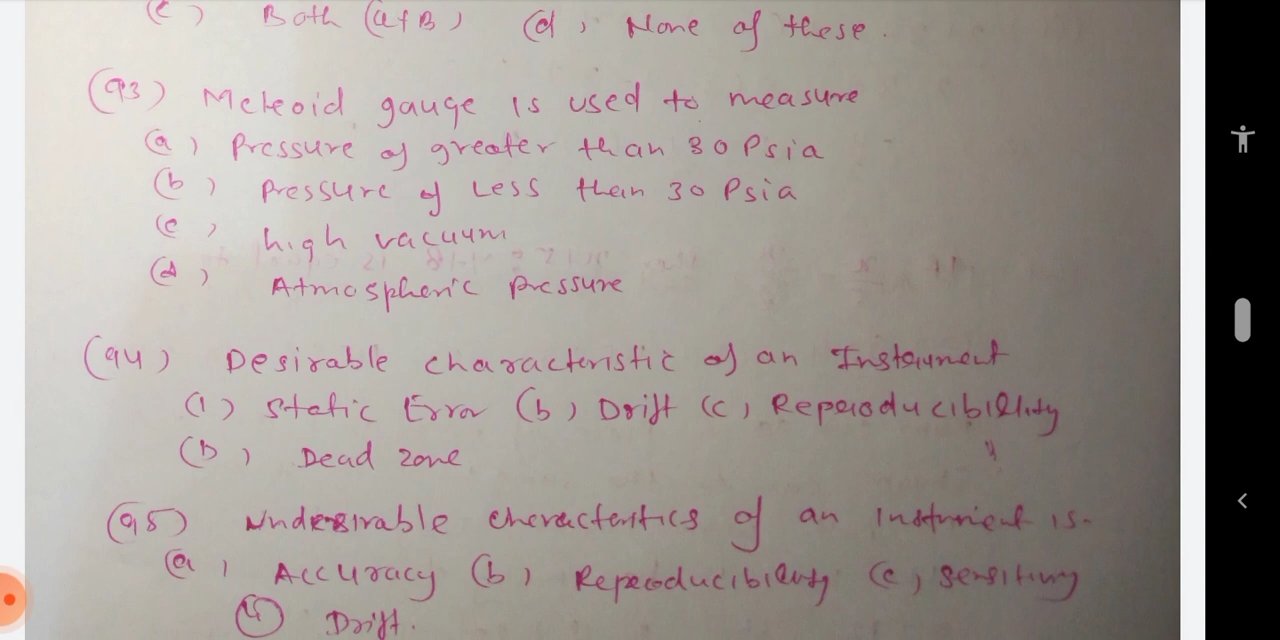 (c) Both (a & B) (d) None of these.
(93) Mcleoid gauge is used to measure
(a) Pressure of greater than 30 Psia
(b) Pressure of Less than 30 Psia
(c) high vacuum
(d) Atmospheric pressure
(94) Desirable characteristic of an Instrument
(1) Static Error (b) Drift (c) Reproducibility
(D) Dead zone
(95) Undesirable characteritics of an Instrument is-
(a) Accuracy (b) Reproducibility (c) Sensitivity
(4) Drift.